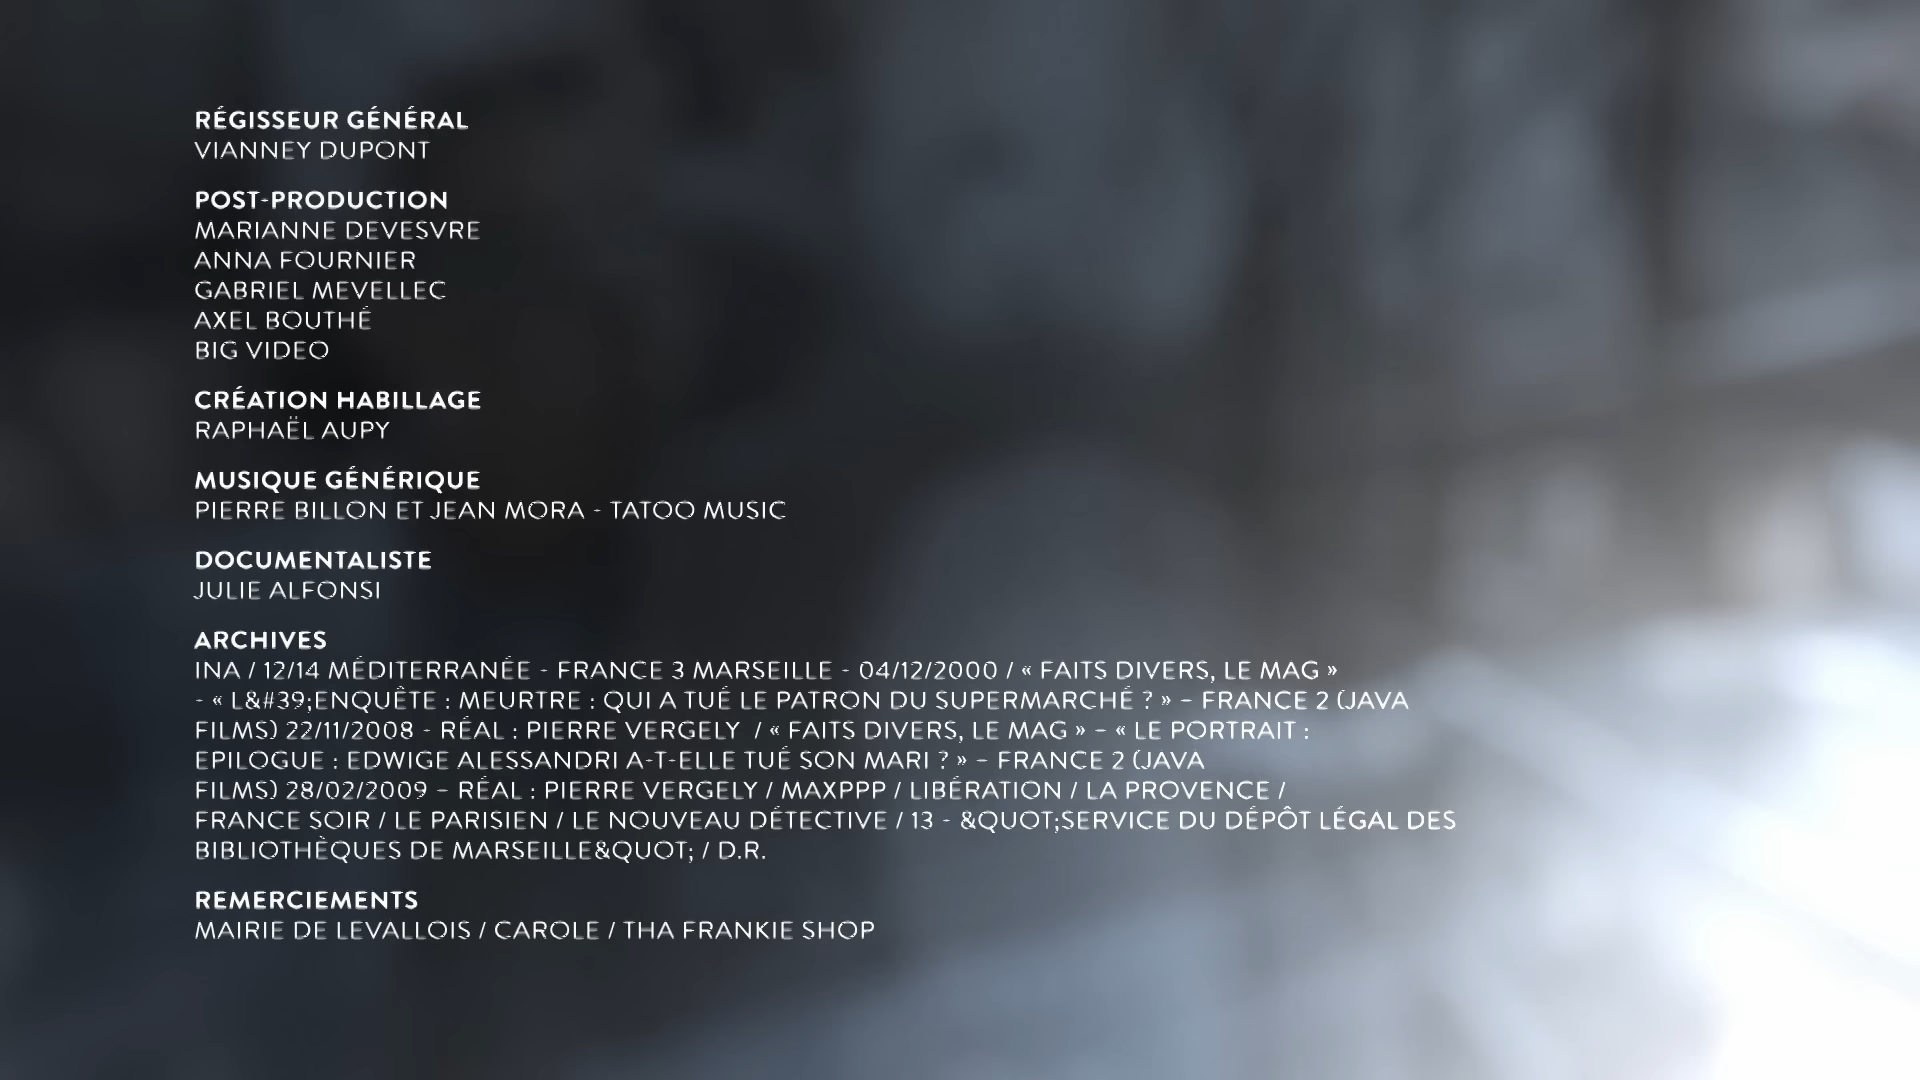 RÉGISSEUR GÉNÉRAL
VIANNEY DUPONT
POST-PRODUCTION
MARIANNE DEVESVRE
ANNA FOURNIER
GABRIEL MEVELLEC
AXEL BOUTHÉ
BIG VIDEO
CRÉATION HABILLAGE
RAPHAËL AUPY
MUSIQUE GÉNÉRIQUE
PIERRE BILLON ET JEAN MORA - TATOO MUSIC
DOCUMENTALISTE
JULIE ALFONSI
ARCHIVES
INA / 12/14 MÉDITERRANÉE - FRANCE 3 MARSEILLE - 04/12/2000 / « FAITS DIVERS, LE MAG »
- « L&#39;ENQUÊTE : MEURTRE : QUI A TUÉ LE PATRON DU SUPERMARCHÉ ? » – FRANCE 2 (JAVA
FILMS) 22/11/2008 - RÉAL : PIERRE VERGELY / « FAITS DIVERS, LE MAG » – « LE PORTRAIT :
EPILOGUE : EDWIGE ALESSANDRI A-T-ELLE TUÉ SON MARI ? » – FRANCE 2 (JAVA
FILMS) 28/02/2009 – RÉAL : PIERRE VERGELY / MAXPPP / LIBÉRATION / LA PROVENCE /
FRANCE SOIR / LE PARISIEN / LE NOUVEAU DÉTECTIVE / 13 - &QUOT;SERVICE DU DÉPÔT LÉGAL DES
BIBLIOTHÈQUES DE MARSEILLE&QUOT; / D.R.
REMERCIEMENTS
MAIRIE DE LEVALLOIS / CAROLE / THA FRANKIE SHOP